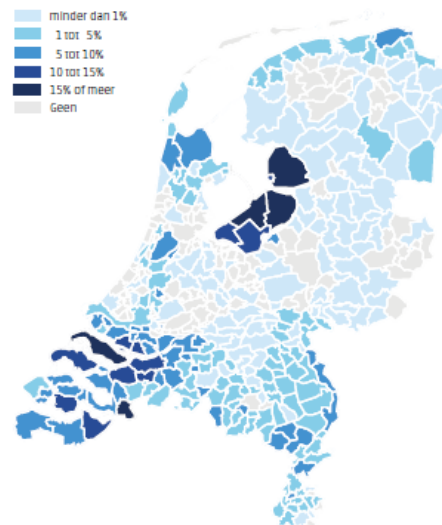 minder dan 1%
1 tot 5%
5 tot 10%
10 tot 15%
15% of meer
Geen